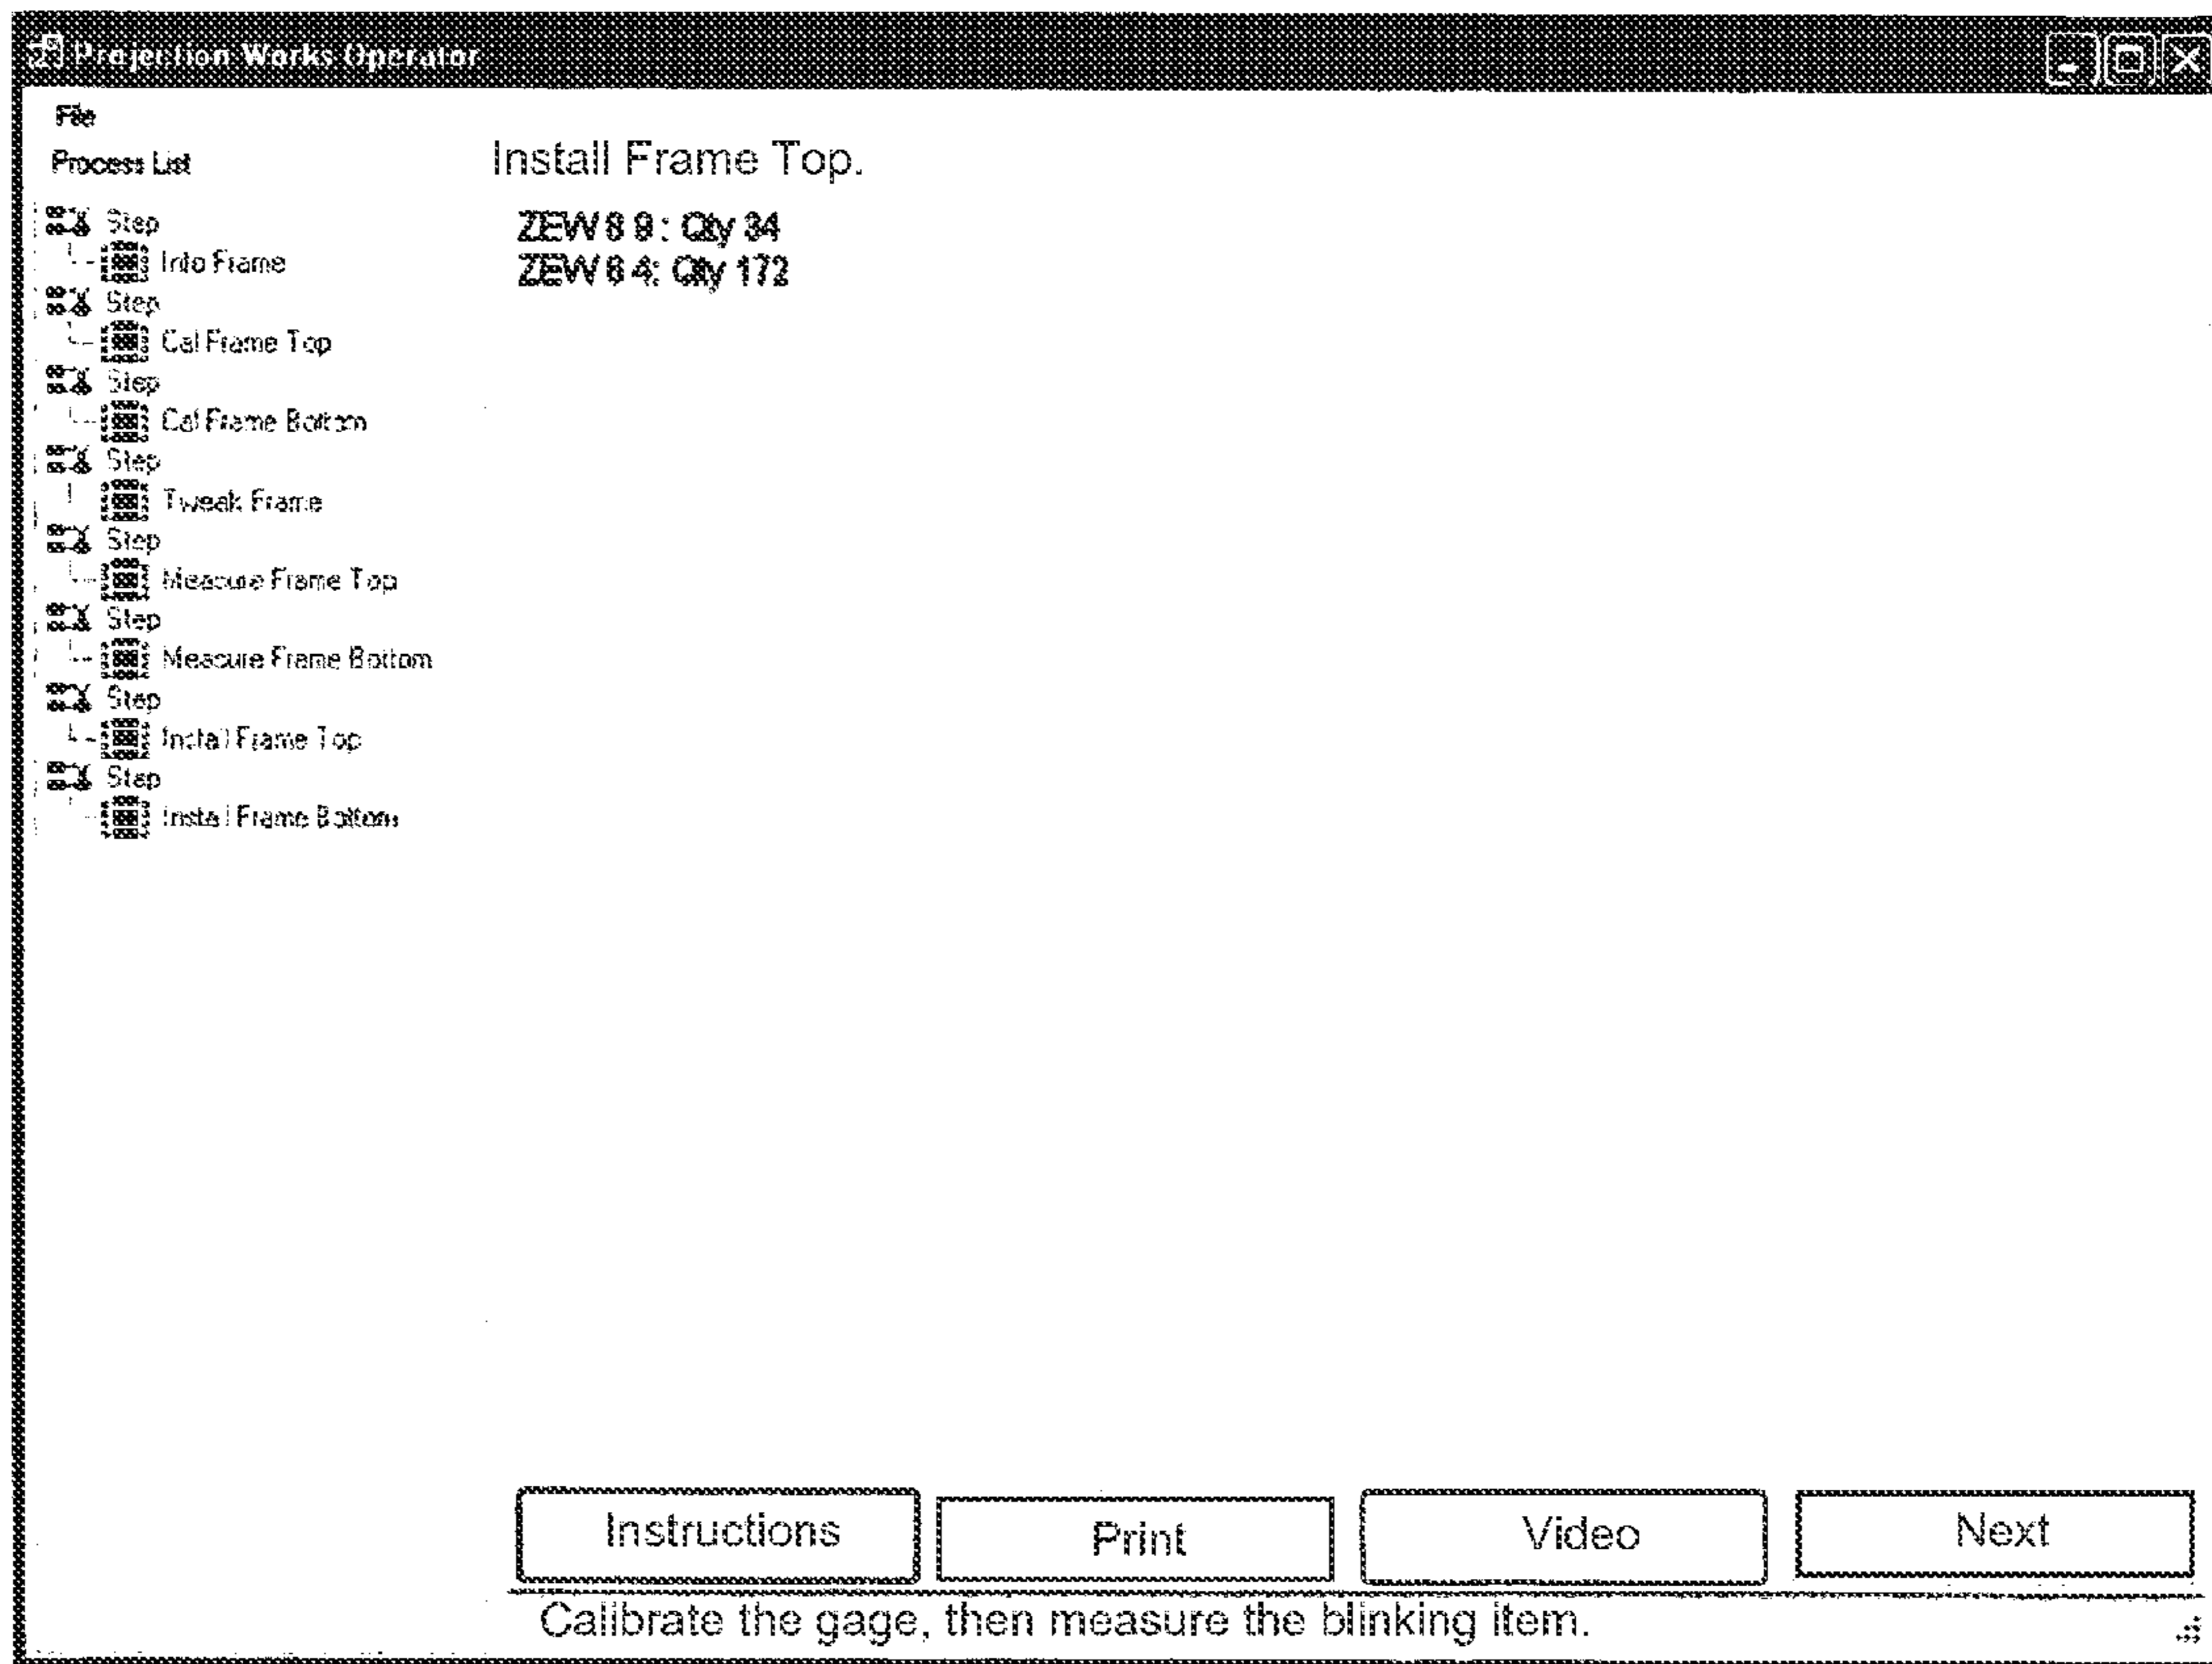 Projection Works Operator
File
Process List
Step
Info Frame
Step
Cal Frame Top
Step
Cal Frame Bottom
Step
Tweak Frame
Step
Measure Frame Top
Step
Measure Frame Bottom
Step
Install Frame Top
Step
Install Frame Bottom
Install Frame Top.
ZEW 8 9 : Qty 34
ZEW 8 4: Qty 172
Instructions
Print
Video
Next
Calibrate the gage, then measure the blinking item.